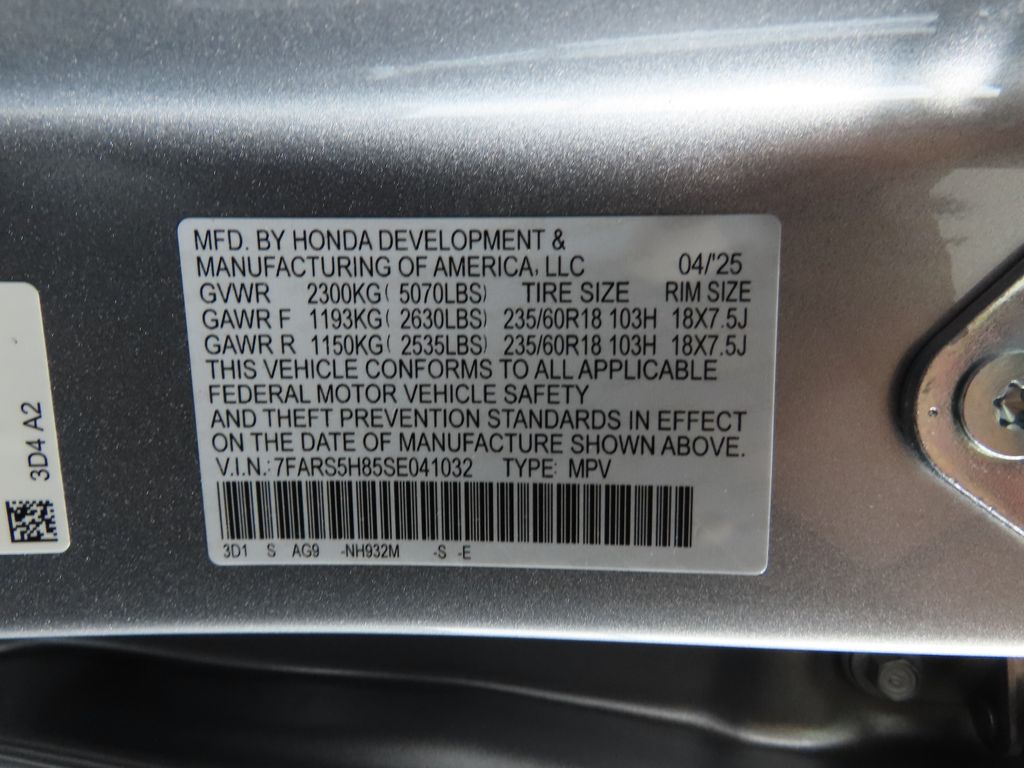 MFD. BY HONDA DEVELOPMENT &
MANUFACTURING OF AMERICA, LLC 04/'25
GVWR 2300KG( 5070LBS) TIRE SIZE RIM SIZE
GAWR F 1193KG( 2630LBS) 235/60R18 103H 18X7.5J
GAWR R 1150KG( 2535LBS) 235/60R18 103H 18X7.5J
THIS VEHICLE CONFORMS TO ALL APPLICABLE
FEDERAL MOTOR VEHICLE SAFETY
AND THEFT PREVENTION STANDARDS IN EFFECT
ON THE DATE OF MANUFACTURE SHOWN ABOVE.
V.I.N.: 7FARS5H85SE041032 TYPE: MPV
3D1 S AG9 -NH932M -S -E
3D4 A2